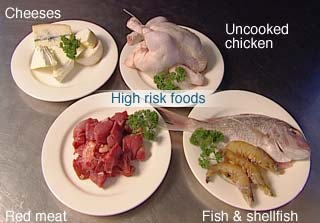 Cheeses
Uncooked
chicken
High risk foods
Red meat
Fish & shellfish